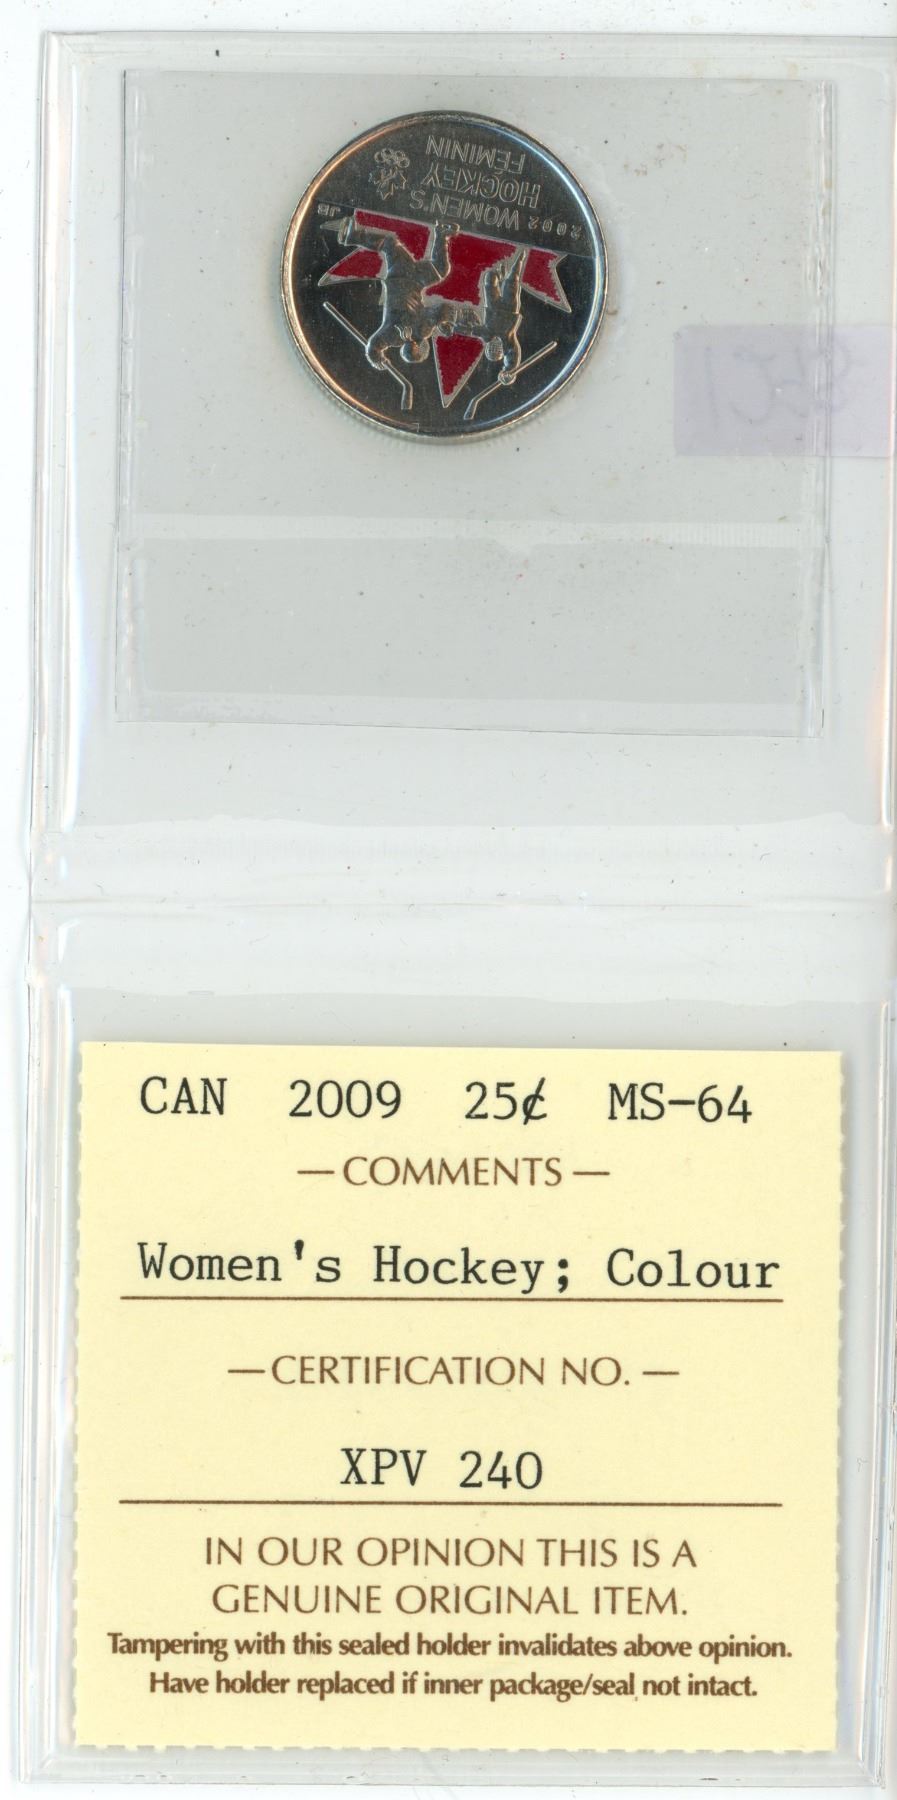 2002 WOMEN'S
HOCKEY
FÉMININ
JB
CAN 2009 25¢ MS-64
— COMMENTS —
Women's Hockey; Colour
— CERTIFICATION NO. —
XPV 240
IN OUR OPINION THIS IS A
GENUINE ORIGINAL ITEM.
Tampering with this sealed holder invalidates above opinion.
Have holder replaced if inner package/seal not intact.